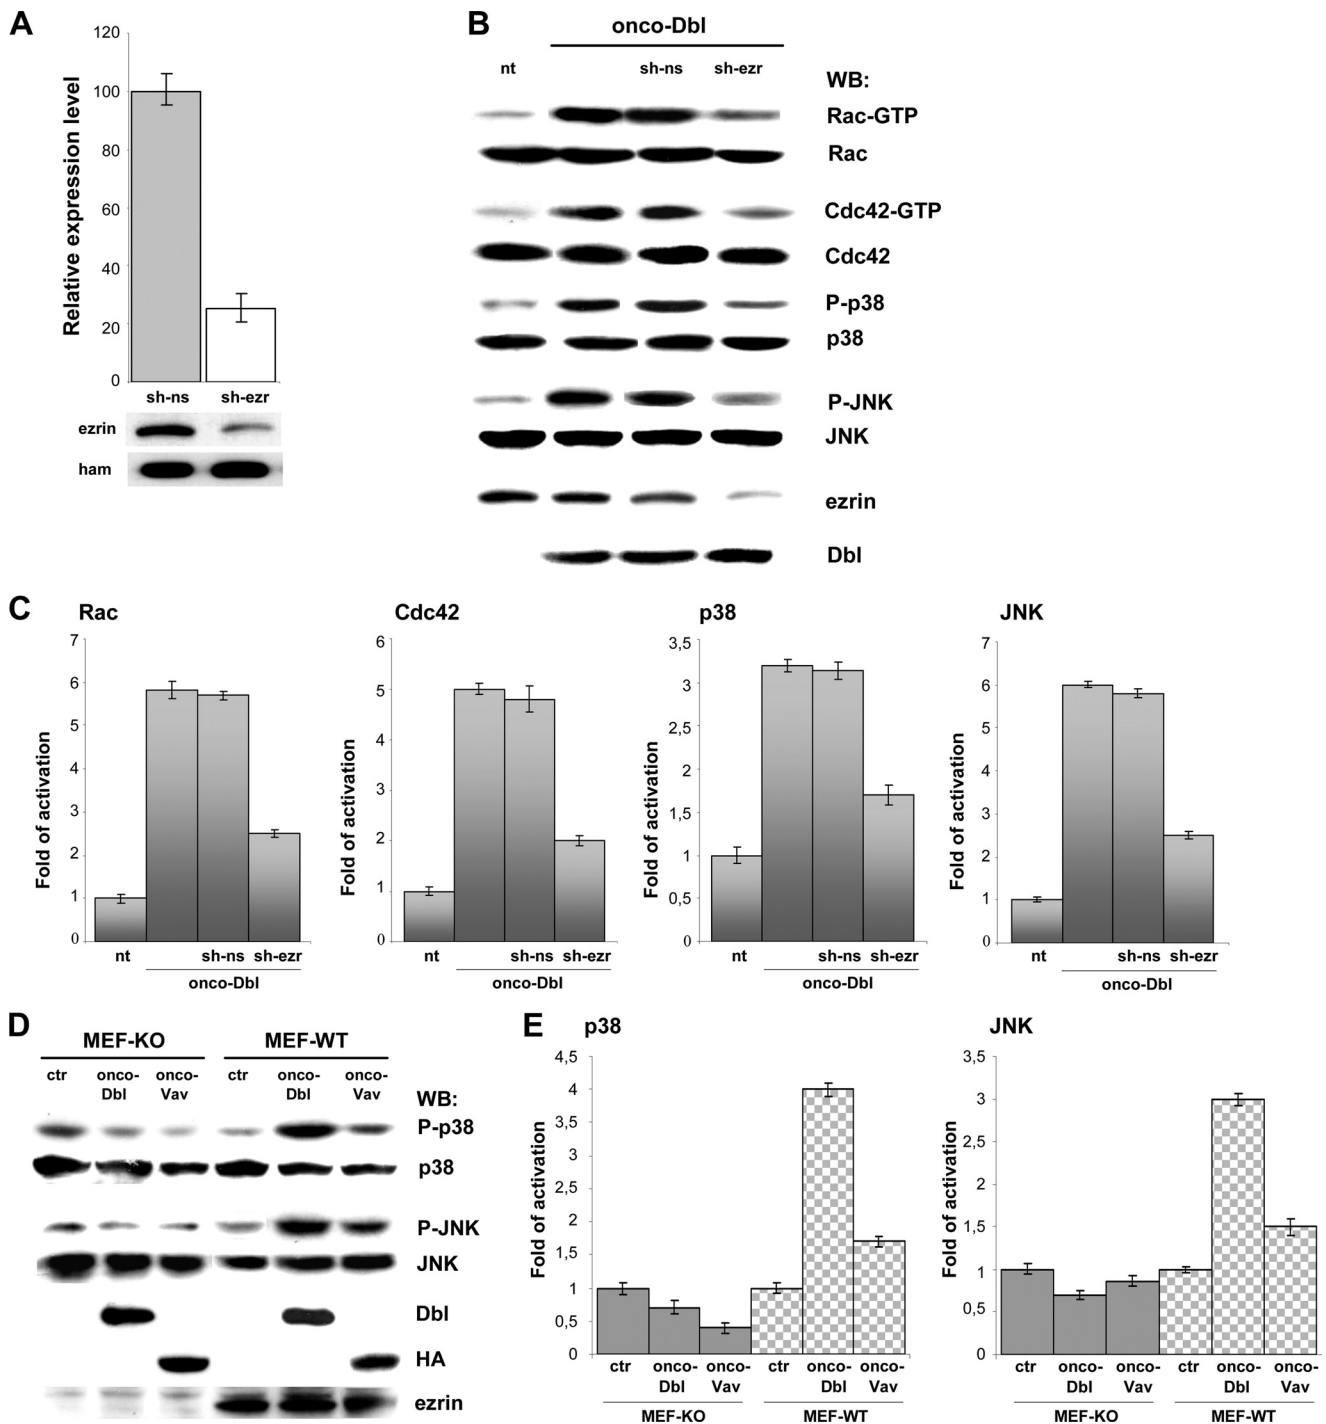 A
120
100
80
60
40
20
0
Relative expression level
sh-ns sh-ezr
ezrin
ham
B
onco-Dbl
nt sh-ns sh-ezr
WB:
Rac-GTP
Rac
Cdc42-GTP
Cdc42
P-p38
p38
P-JNK
JNK
ezrin
Dbl
C
Rac
7
6
5
4
3
2
1
0
Fold of activation
nt sh-ns sh-ezr
onco-Dbl
Cdc42
6
5
4
3
2
1
0
Fold of activation
nt sh-ns sh-ezr
onco-Dbl
p38
3,5
3
2,5
2
1,5
1
0,5
0
Fold of activation
nt sh-ns sh-ezr
onco-Dbl
JNK
7
6
5
4
3
2
1
0
Fold of activation
nt sh-ns sh-ezr
onco-Dbl
D
MEF-KO MEF-WT
ctr onco-Dbl onco-Vav ctr onco-Dbl onco-Vav
WB:
P-p38
p38
P-JNK
JNK
Dbl
HA
ezrin
E
p38
4,5
4
3,5
3
2,5
2
1,5
1
0,5
0
Fold of activation
ctr onco-Dbl onco-Vav ctr onco-Dbl onco-Vav
MEF-KO MEF-WT
JNK
3,5
3
2,5
2
1,5
1
0,5
0
Fold of activation
ctr onco-Dbl onco-Vav ctr onco-Dbl onco-Vav
MEF-KO MEF-WT